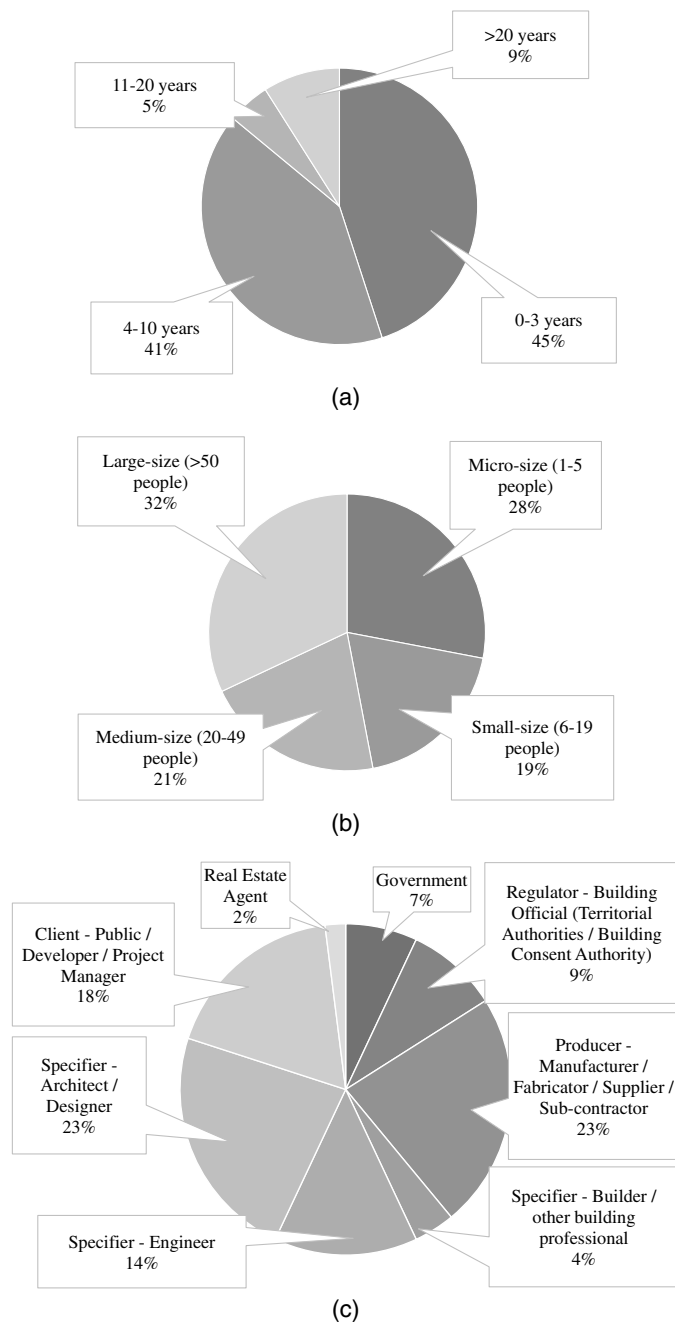 >20 years
9%
11-20 years
5%
4-10 years
41%
0-3 years
45%
(a)
Large-size (>50
people)
32%
Micro-size (1-5
people)
28%
Medium-size (20-49
people)
21%
Small-size (6-19
people)
19%
(b)
Real Estate
Agent
2%
Government
7%
Regulator - Building
Official (Territorial
Authorities / Building
Consent Authority)
9%
Client - Public /
Developer / Project
Manager
18%
Specifier -
Architect /
Designer
23%
Producer -
Manufacturer /
Fabricator / Supplier /
Sub-contractor
23%
Specifier - Engineer
14%
Specifier - Builder /
other building
professional
4%
(c)